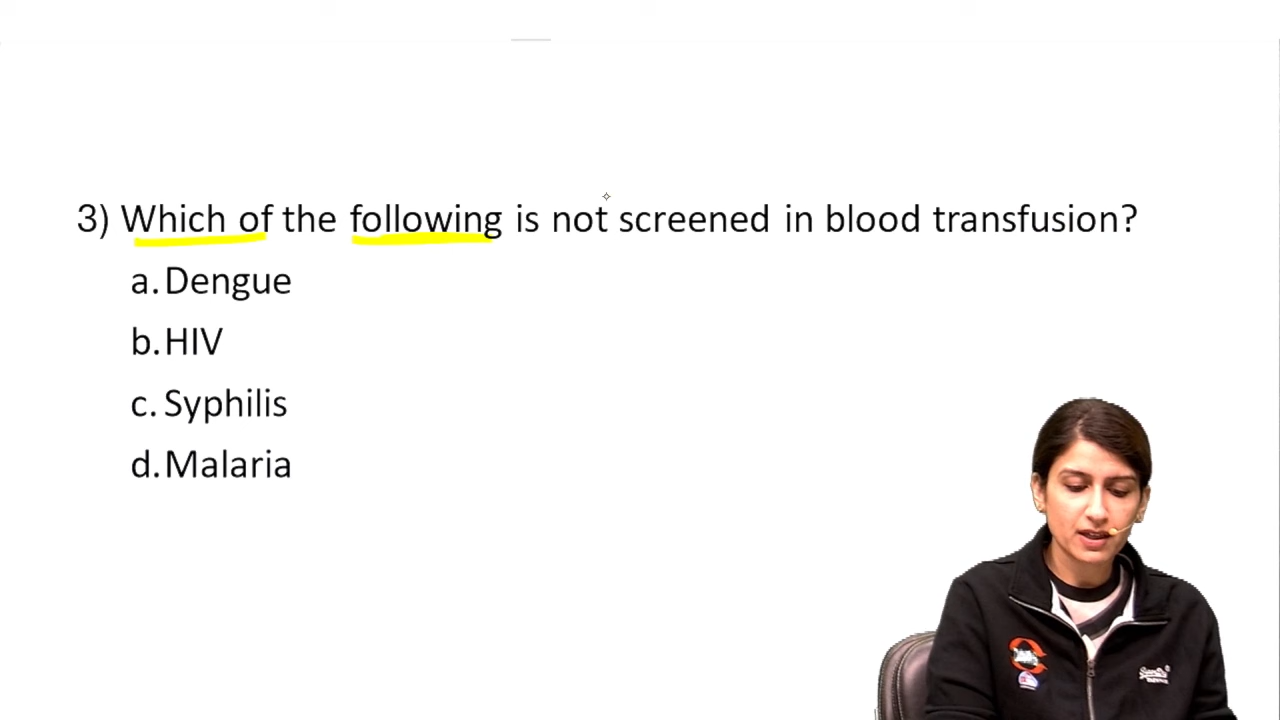 3) Which of the following is not screened in blood transfusion?
a. Dengue
b. HIV
c. Syphilis
d. Malaria